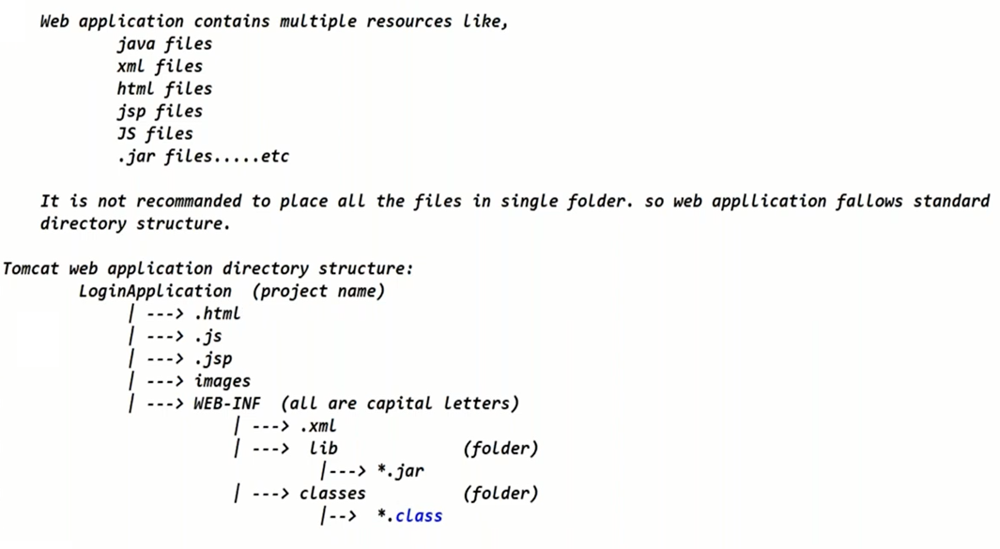 Web application contains multiple resources like,
java files
xml files
html files
jsp files
JS files
.jar files.....etc
It is not recommanded to place all the files in single folder. so web appllication fallows standard
directory structure.
Tomcat web application directory structure:
LoginApplication (project name)
| ---> .html
| ---> .js
| ---> .jsp
| ---> images
| ---> WEB-INF (all are capital letters)
| ---> .xml
| ---> lib (folder)
|---> *.jar
| ---> classes (folder)
|--> *.class